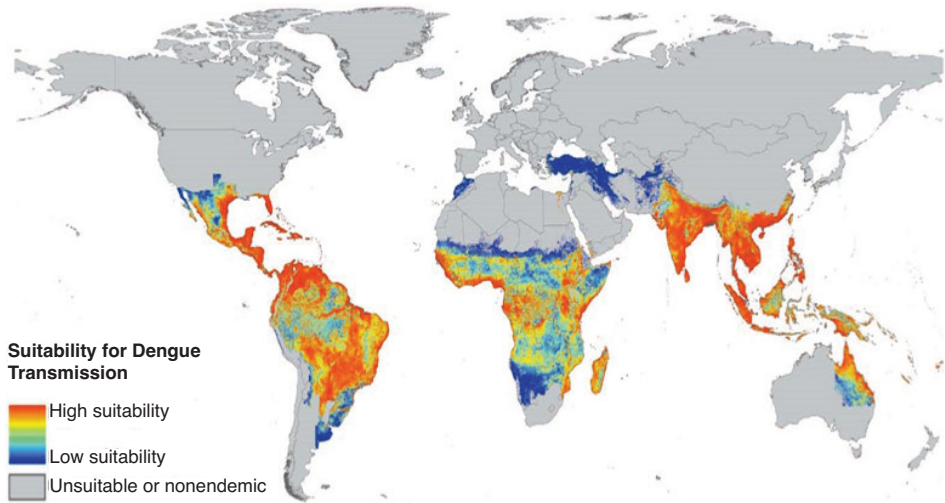 Suitability for Dengue
Transmission
High suitability
Low suitability
Unsuitable or nonendemic